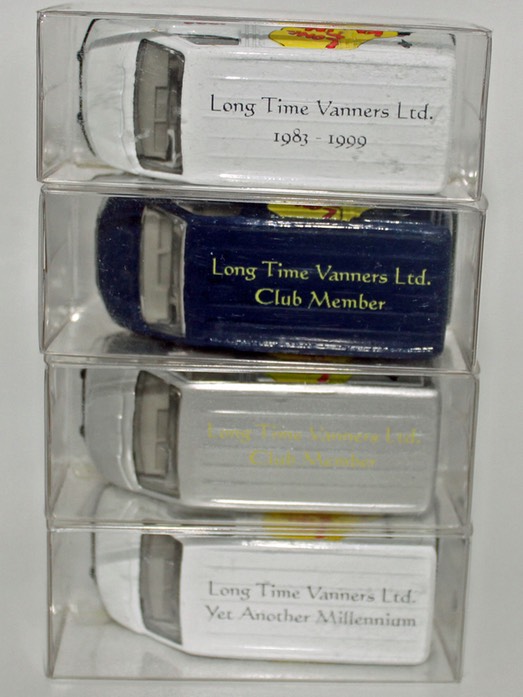 Long Time Vanners Ltd.
1983 - 1999
Long Time Vanners Ltd.
Club Member
Long Time Vanners Ltd.
Club Member
Long Time Vanners Ltd.
Yet Another Millennium